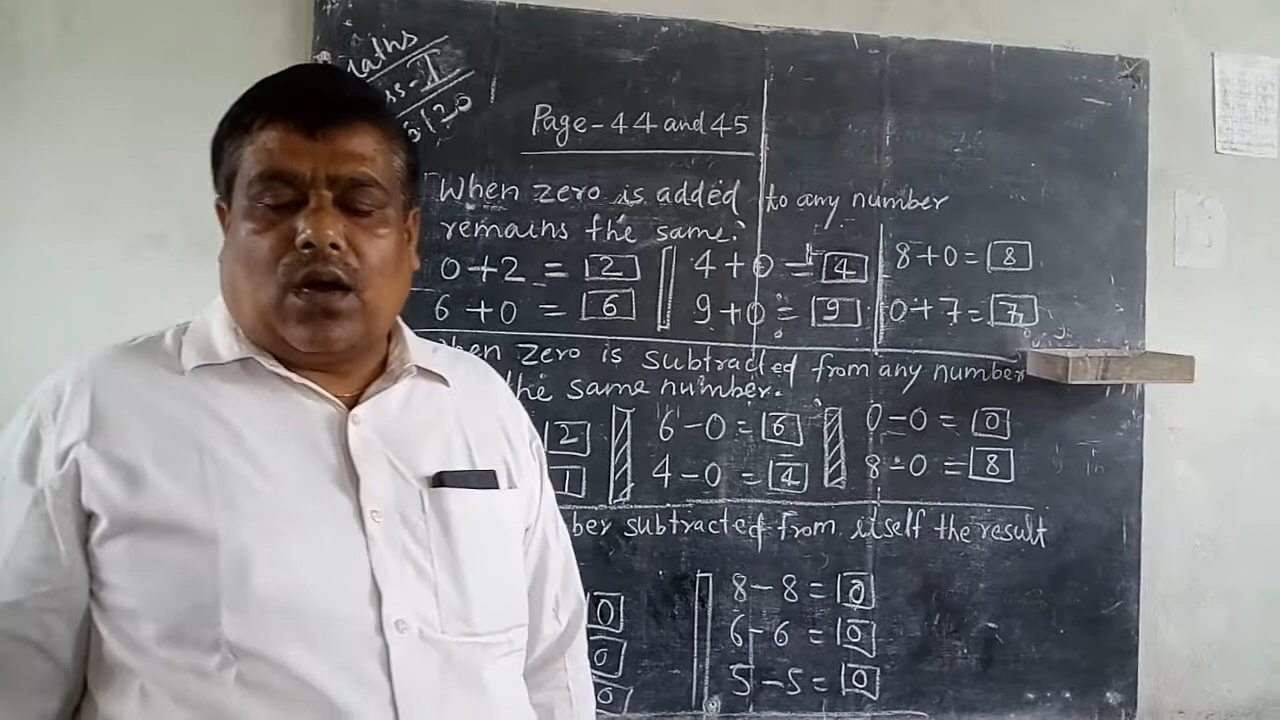 Page-44 and 45
When zero is added to any number
remains the same.
0+2 = 2 4+0 = 4 8+0= 8
6+0 = 6 9+0 = 9 0+7= 7
zero is subtracted from any number
the same number.
2 6-0= 6 0-0= 0
1 4-0 = 4 8-0 = 8
subtracted from itself the result
0 8-8= 0
0 6-6= 0
0 5-5= 0